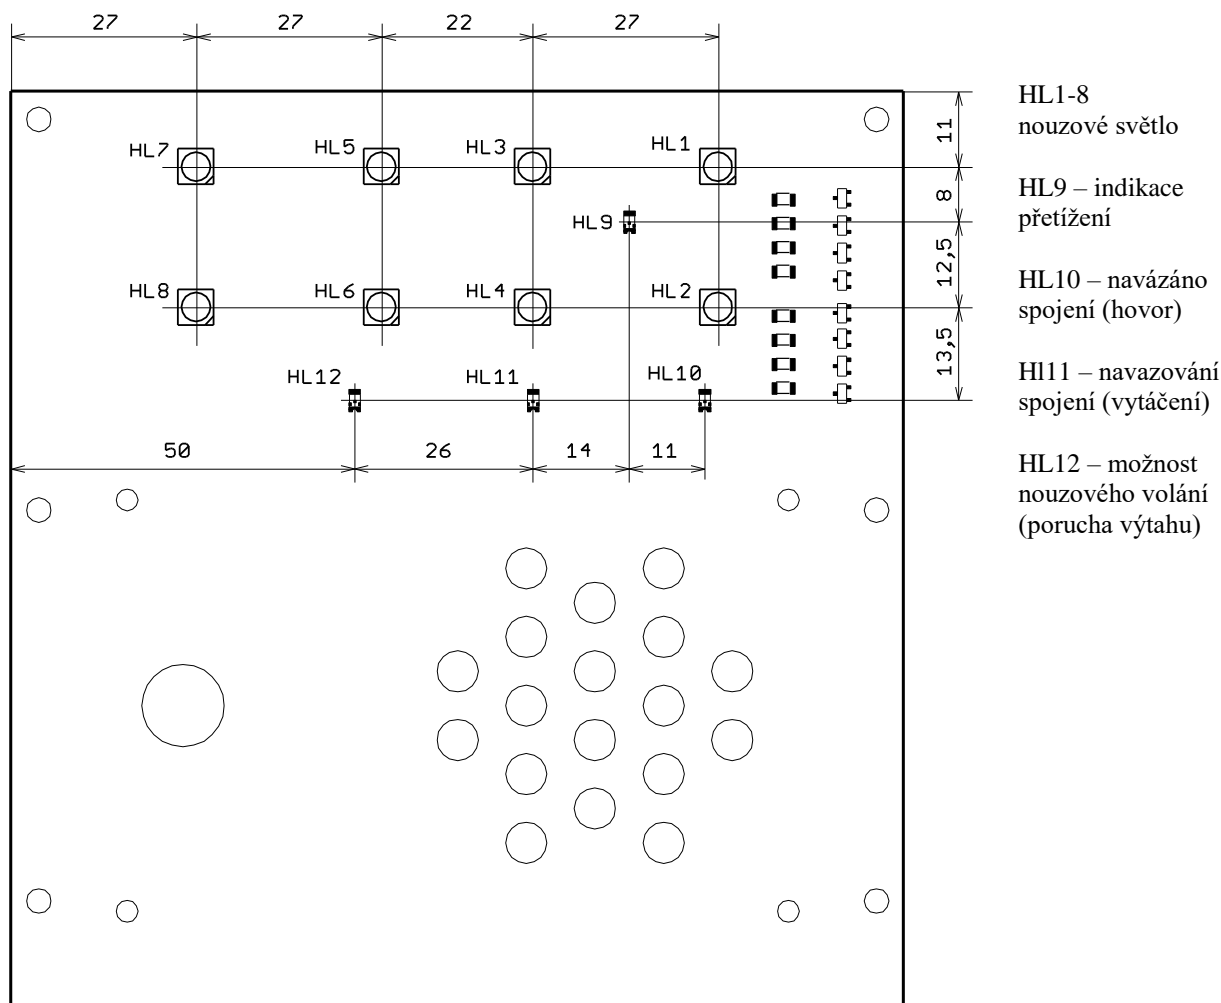 27 27 22 27
HL1-8
nouzové světlo
11
HL7 HL5 HL3 HL1
HL9 – indikace
přetížení
8
HL9
12,5
HL10 – navázáno
spojení (hovor)
HL8 HL6 HL4 HL2
13,5
Hl11 – navazování
spojení (vytáčení)
HL12 HL11 HL10
50 26 14 11
HL12 – možnost
nouzového volání
(porucha výtahu)